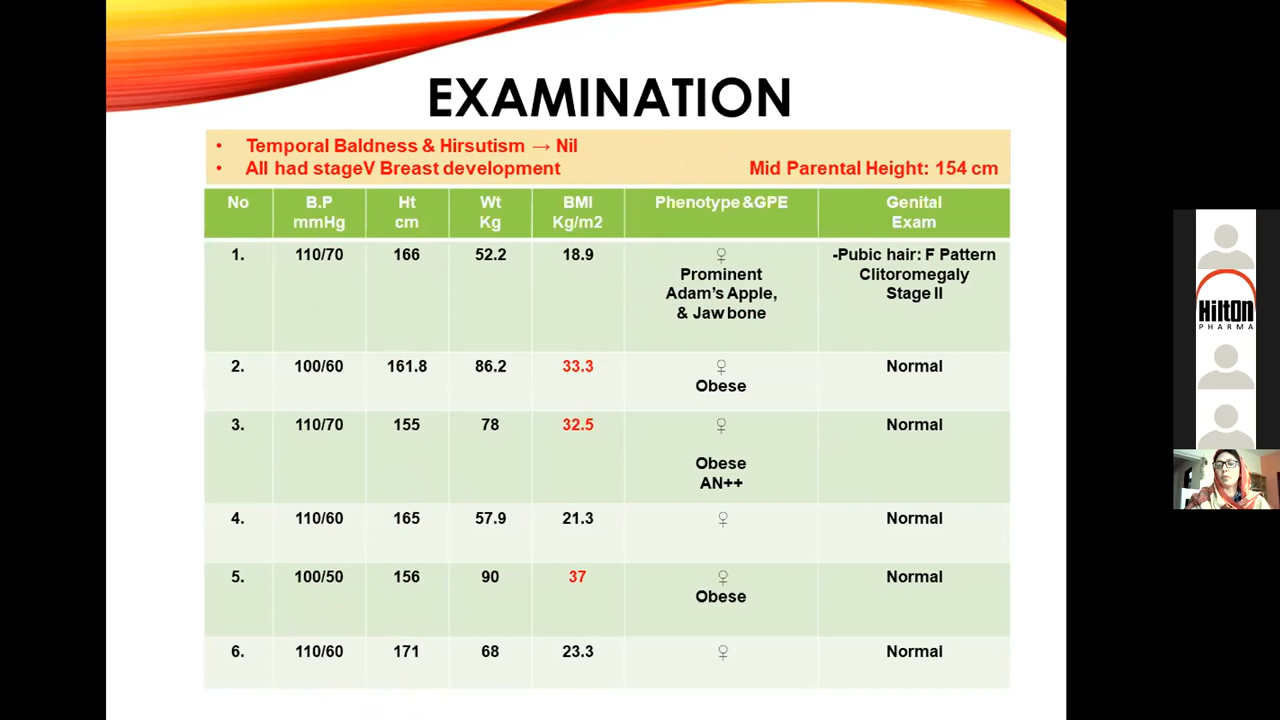 EXAMINATION
• Temporal Baldness & Hirsutism → Nil
• All had stageV Breast development Mid Parental Height: 154 cm
No B.P mmHg Ht cm Wt Kg BMI Kg/m2 Phenotype &GPE Genital Exam
1. 110/70 166 52.2 18.9 ♀ -Pubic hair: F Pattern
Prominent Clitoromegaly
Adam's Apple, Stage II
& Jaw bone
2. 100/60 161.8 86.2 33.3 ♀ Normal
Obese
3. 110/70 155 78 32.5 ♀ Normal
Obese
AN++
4. 110/60 165 57.9 21.3 ♀ Normal
5. 100/50 156 90 37 ♀ Normal
Obese
6. 110/60 171 68 23.3 ♀ Normal
HiltOn
PHARMA